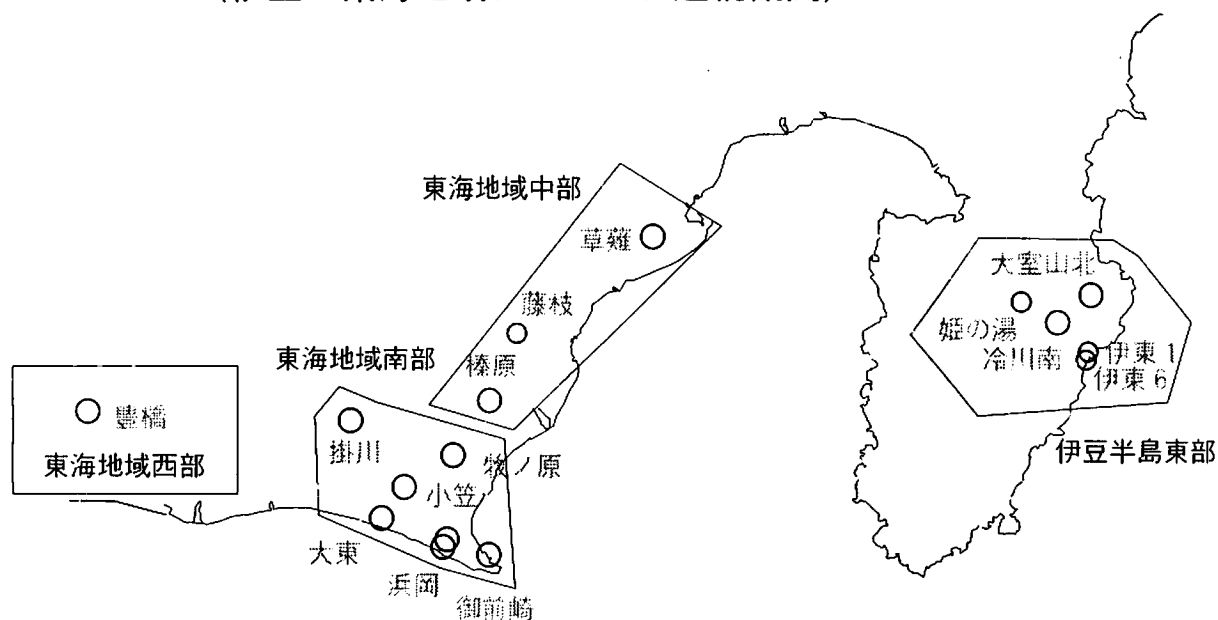 東海地域中部
草薙
藤枝
榛原
東海地域南部
掛川
牧ノ原
小笠
大東
浜岡
御前崎
豊橋
東海地域西部
大室山北
姫の湯
冷川南
伊東1
伊東6
伊豆半島東部